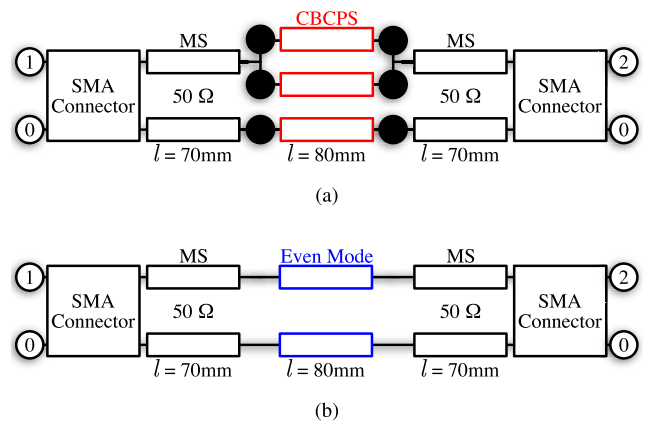 CBCPS
MS MS
1 2
SMA Connector 50 Ω 50 Ω SMA Connector
0 0
l = 70mm l = 80mm l = 70mm
(a)
MS Even Mode MS
1 2
SMA Connector 50 Ω 50 Ω SMA Connector
0 0
l = 70mm l = 80mm l = 70mm
(b)